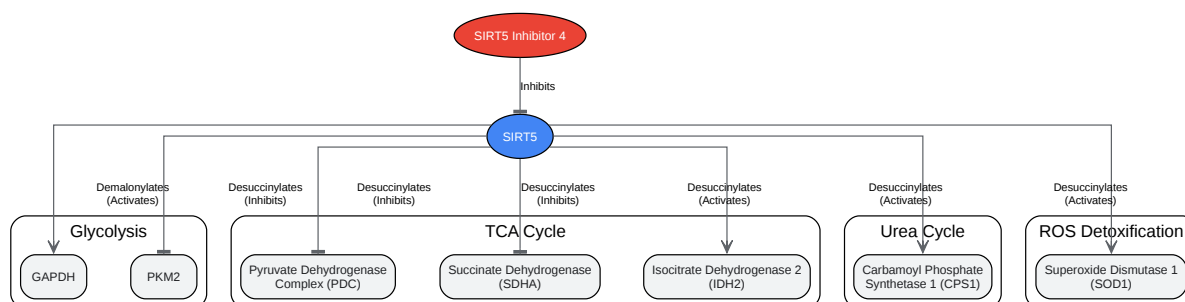 SIRT5 Inhibitor 4
Inhibits
SIRT5
Demalonylates
(Activates)
Desuccinylates
(Inhibits)
Desuccinylates
(Inhibits)
Desuccinylates
(Inhibits)
Desuccinylates
(Activates)
Desuccinylates
(Activates)
Desuccinylates
(Activates)
Glycolysis
GAPDH
PKM2
TCA Cycle
Pyruvate Dehydrogenase
Complex (PDC)
Succinate Dehydrogenase
(SDHA)
Isocitrate Dehydrogenase 2
(IDH2)
Urea Cycle
Carbamoyl Phosphate
Synthetase 1 (CPS1)
ROS Detoxification
Superoxide Dismutase 1
(SOD1)